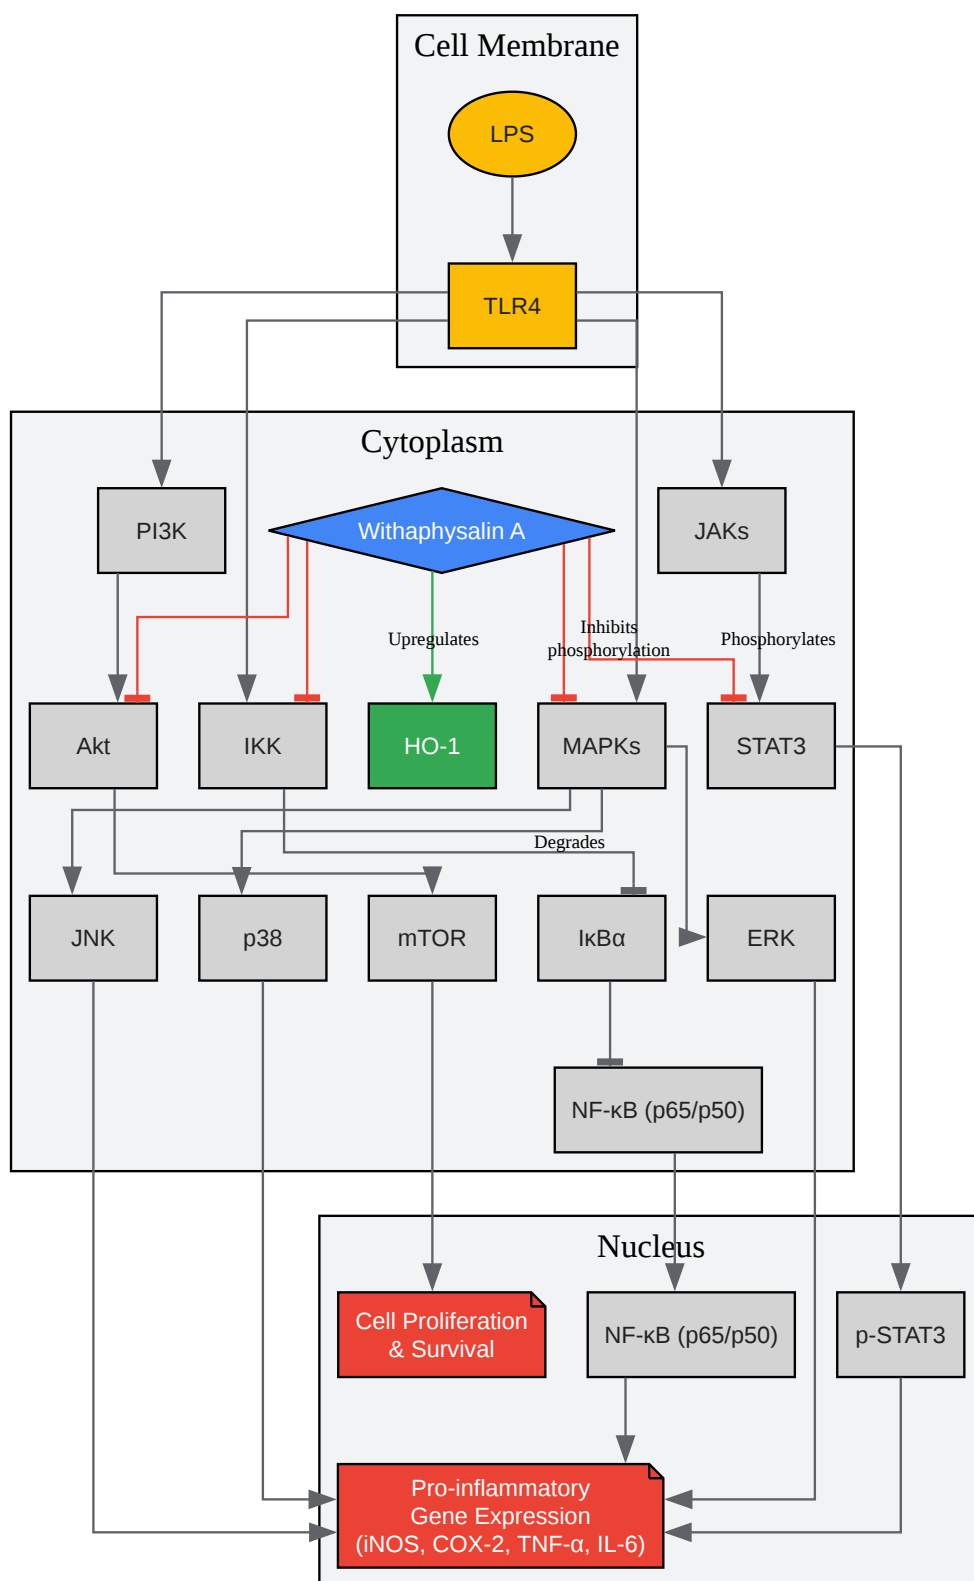 Cell Membrane
LPS
TLR4
Cytoplasm
PI3K
Withaphysalin A
JAKs
Upregulates
Inhibits
phosphorylation
Phosphorylates
Akt
IKK
HO-1
MAPKs
STAT3
Degrades
JNK
p38
mTOR
IκBα
ERK
NF-κB (p65/p50)
Nucleus
Cell Proliferation
& Survival
NF-κB (p65/p50)
p-STAT3
Pro-inflammatory
Gene Expression
(iNOS, COX-2, TNF-α, IL-6)